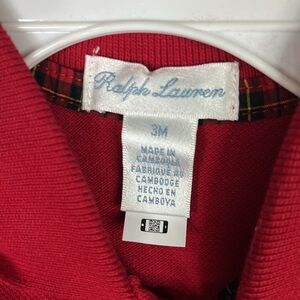 Ralph Lauren
3M
MADE IN
CAMBODIA
FABRIQUÉ AU
CAMBODGE
HECHO EN
CAMBOYA